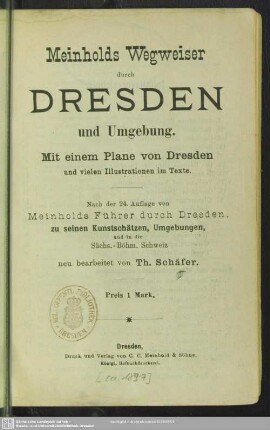 Meinholds Wegweiser
durch
DRESDEN
und Umgebung.
Mit einem Plane von Dresden
und vielen Illustrationen im Texte.
Nach der 24. Auflage von
Meinholds Führer durch Dresden,
zu seinen Kunstschätzen, Umgebungen,
und in die
Sächs.-Böhm. Schweiz
neu bearbeitet von Th. Schäfer.
Preis 1 Mark.
Dresden,
Druck und Verlag von C. C. Meinhold & Söhne,
Königl. Hofbuchdruckerei.